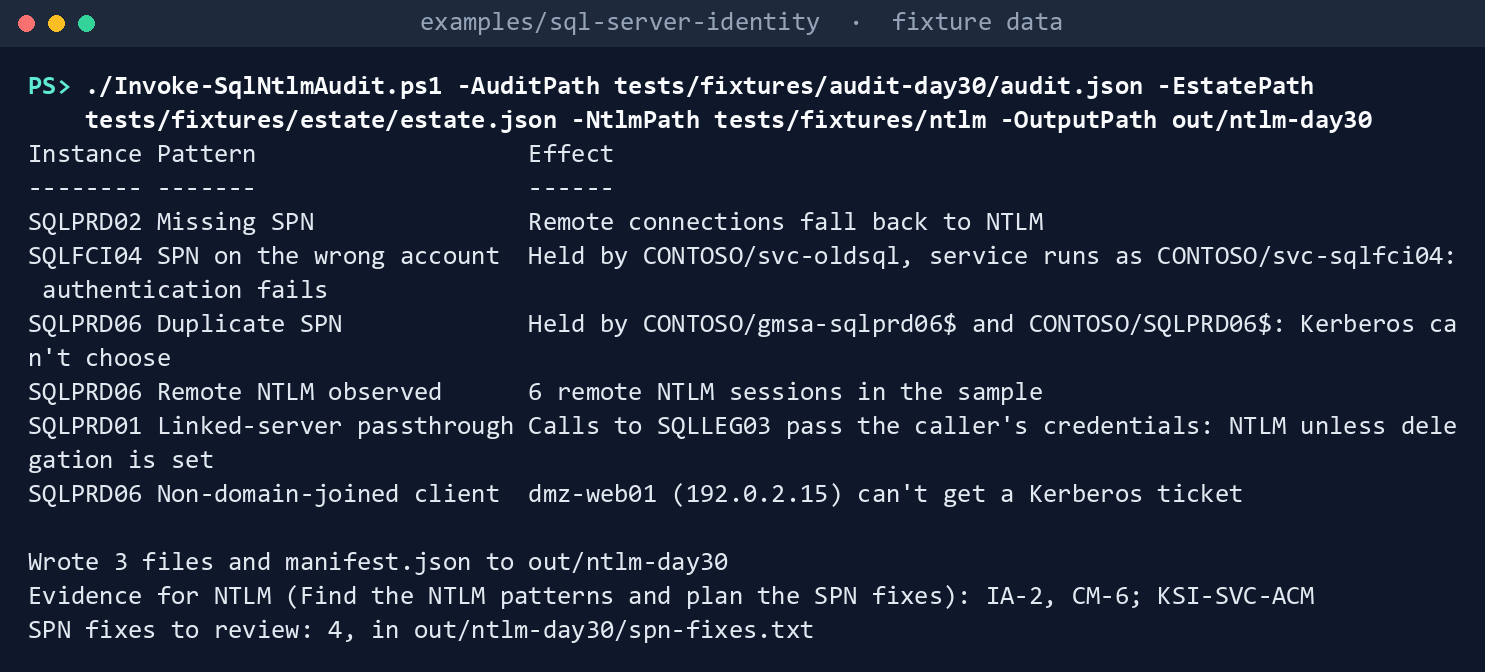 examples/sql-server-identity · fixture data
PS> ./Invoke-SqlNtlmAudit.ps1 -AuditPath tests/fixtures/audit-day30/audit.json -EstatePath
tests/fixtures/estate/estate.json -NtlmPath tests/fixtures/ntlm -OutputPath out/ntlm-day30
Instance Pattern                   Effect
-------- -------                   ------
SQLPRD02 Missing SPN               Remote connections fall back to NTLM
SQLFCI04 SPN on the wrong account  Held by CONTOSO/svc-oldsql, service runs as CONTOSO/svc-sqlfci04:
 authentication fails
SQLPRD06 Duplicate SPN             Held by CONTOSO/gmsa-sqlprd06$ and CONTOSO/SQLPRD06$: Kerberos ca
n't choose
SQLPRD06 Remote NTLM observed      6 remote NTLM sessions in the sample
SQLPRD01 Linked-server passthrough Calls to SQLLEG03 pass the caller's credentials: NTLM unless dele
gation is set
SQLPRD06 Non-domain-joined client  dmz-web01 (192.0.2.15) can't get a Kerberos ticket
Wrote 3 files and manifest.json to out/ntlm-day30
Evidence for NTLM (Find the NTLM patterns and plan the SPN fixes): IA-2, CM-6; KSI-SVC-ACM
SPN fixes to review: 4, in out/ntlm-day30/spn-fixes.txt